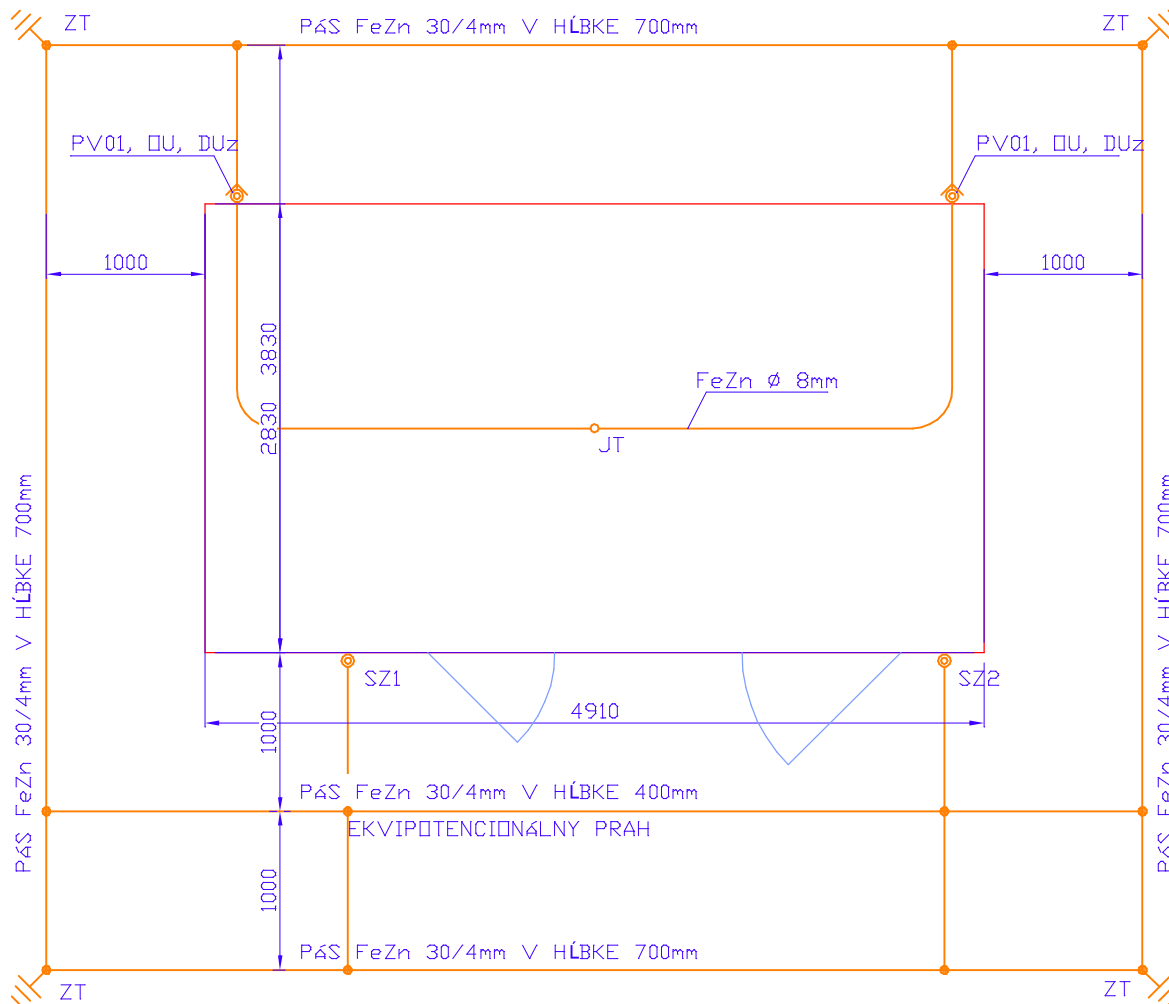 ZT
PÁS FeZn 30/4mm V HĹBKE 700mm
ZT
PV01, OU, DUz
PV01, OU, DUz
1000
1000
3830
FeZn Ø 8mm
2830
JT
PÁS FeZn 30/4mm V HĹBKE 700mm
PÁS FeZn 30/4mm V HĹBKE 700mm
SZ1
SZ2
4910
1000
PÁS FeZn 30/4mm V HĹBKE 400mm
EKVIPOTENCIONÁLNY PRAH
1000
PÁS FeZn 30/4mm V HĹBKE 700mm
ZT
ZT